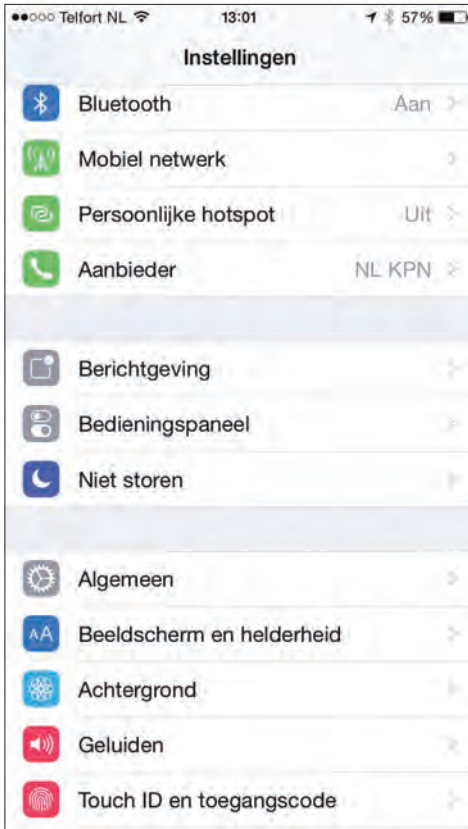 Telfort NL 13:01 57%
Instellingen
Bluetooth Aan
Mobiel netwerk
Persoonlijke hotspot Uit
Aanbieder NL KPN
Berichtgeving
Bedieningspaneel
Niet storen
Algemeen
AA Beeldscherm en helderheid
Achtergrond
Geluiden
Touch ID en toegangscode